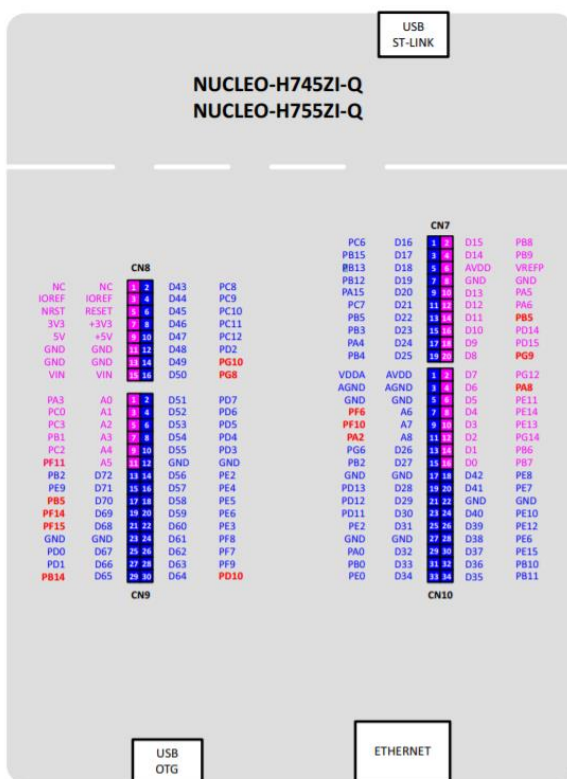 USB
ST-LINK
NUCLEO-H745ZI-Q
NUCLEO-H755ZI-Q
CN8
NC NC 1 2 D43 PC8
IOREF IOREF 3 4 D44 PC9
NRST RESET 5 6 D45 PC10
3V3 +3V3 7 8 D46 PC11
5V +5V 9 10 D47 PC12
GND GND 11 12 D48 PD2
GND GND 13 14 D49 PG10
VIN VIN 15 16 D50 PG8
PA3 A0 1 2 D51 PD7
PC0 A1 3 4 D52 PD6
PC3 A2 5 6 D53 PD5
PB1 A3 7 8 D54 PD4
PC2 A4 9 10 D55 PD3
PF11 A5 11 12 GND GND
PB2 D72 13 14 D56 PE2
PE9 D71 15 16 D57 PE4
PB5 D70 17 18 D58 PE5
PF14 D69 19 20 D59 PE6
PF15 D68 21 22 D60 PE3
GND GND 23 24 D61 PF8
PD0 D67 25 26 D62 PF7
PD1 D66 27 28 D63 PF9
PB14 D65 29 30 D64 PD10
CN9
CN7
PC6 D16 1 2 D15 PB8
PB15 D17 3 4 D14 PB9
PB13 D18 5 6 AVDD VREFP
PB12 D19 7 8 GND GND
PA15 D20 9 10 D13 PA5
PC7 D21 11 12 D12 PA6
PB5 D22 13 14 D11 PB5
PB3 D23 15 16 D10 PD14
PA4 D24 17 18 D9 PD15
PB4 D25 19 20 D8 PG9
VDDA AVDD 1 2 D7 PG12
AGND AGND 3 4 D6 PA8
GND GND 5 6 D5 PE11
PF6 A6 7 8 D4 PE14
PF10 A7 9 10 D3 PE13
PA2 A8 11 12 D2 PG14
PG6 D26 13 14 D1 PB6
PB2 D27 15 16 D0 PB7
GND GND 17 18 D42 PE8
PD13 D28 19 20 D41 PE7
PD12 D29 21 22 GND GND
PD11 D30 23 24 D40 PE10
PE2 D31 25 26 D39 PE12
GND GND 27 28 D38 PE6
PA0 D32 29 30 D37 PE15
PB0 D33 31 32 D36 PB10
PE0 D34 33 34 D35 PB11
CN10
USB
OTG
ETHERNET